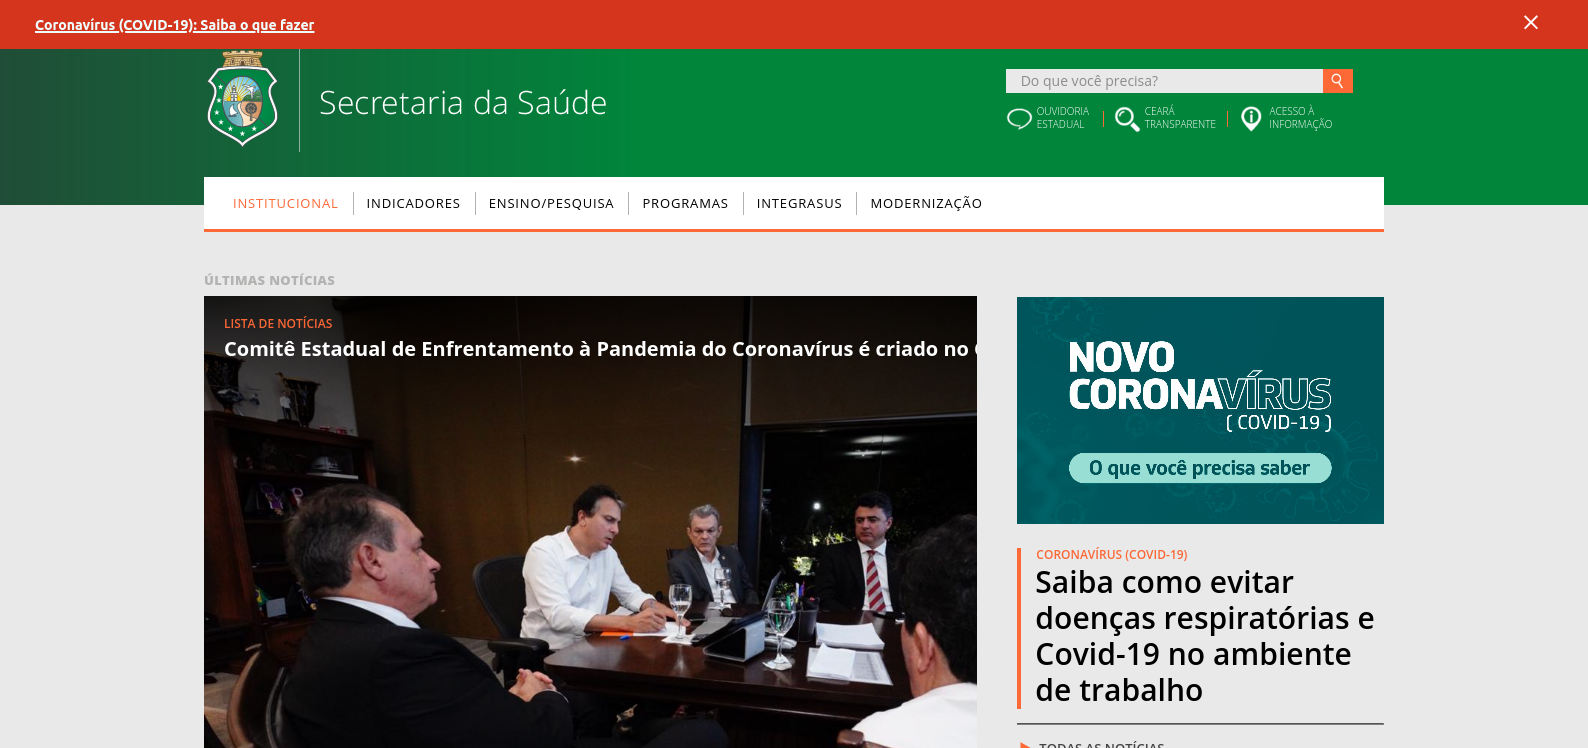 Coronavírus (COVID-19): Saiba o que fazer
Secretaria da Saúde
Do que você precisa?
OUVIDORIA
ESTADUAL
CEARÁ
TRANSPARENTE
ACESSO À
INFORMAÇÃO
INSTITUCIONAL
INDICADORES
ENSINO/PESQUISA
PROGRAMAS
INTEGRASUS
MODERNIZAÇÃO
ÚLTIMAS NOTÍCIAS
LISTA DE NOTÍCIAS
Comitê Estadual de Enfrentamento à Pandemia do Coronavírus é criado no
NOVO
CORONAVÍRUS
( COVID-19 )
O que você precisa saber
CORONAVÍRUS (COVID-19)
Saiba como evitar
doenças respiratórias e
Covid-19 no ambiente
de trabalho
TODAS AS NOTÍCIAS